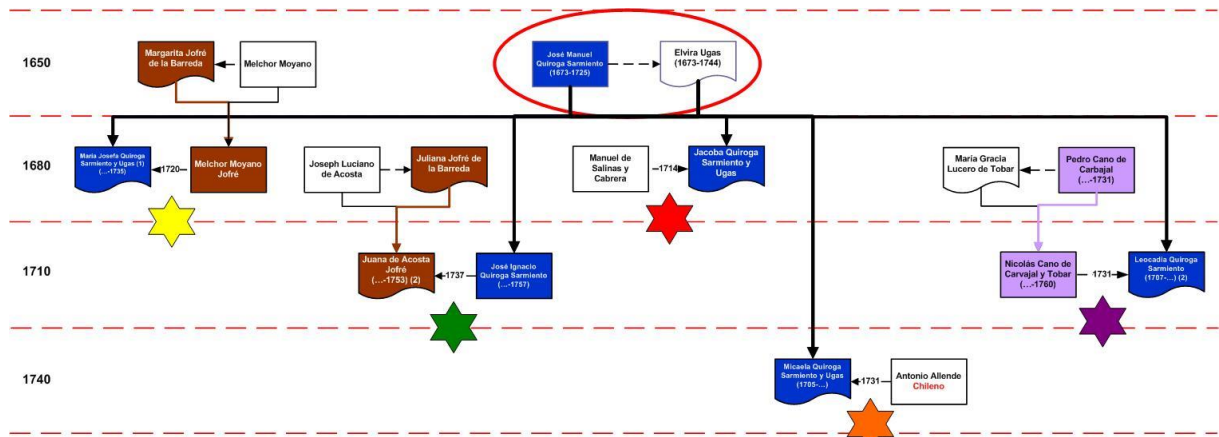 1650
Margarita Jofré
de la Barreda
Melchor Moyano
José Manuel
Quiroga Sarmiento
(1673-1725)
Elvira Ugas
(1673-1744)
1680
María Josefa Quiroga
Sarmiento y Ugas (1)
(...-1735)
1720
Melchor Moyano
Jofré
Joseph Luciano
de Acosta
Juliana Jofré de
la Barreda
Manuel de
Salinas y
Cabrera
1714
Jacoba Quiroga
Sarmiento y
Ugas
María Gracia
Lucero de Tobar
Pedro Cano de
Carbajal
(...-1731)
1710
Juana de Acosta
Jofré
(...-1753) (2)
1737
José Ignacio
Quiroga Sarmiento
(...-1757)
Nicolás Cano de
Carvajal y Tobar
(...-1760)
1731
Leocadia Quiroga
Sarmiento
(1707-...) (2)
1740
Micaela Quiroga
Sarmiento y Ugas
(1705-...)
1731
Antonio Allende
Chileno